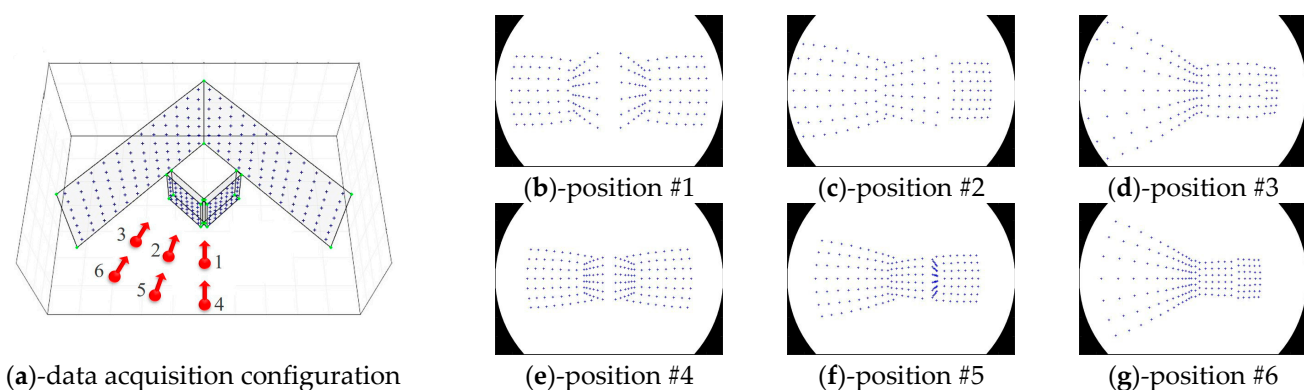 3
2
1
6
5
4
(a)-data acquisition configuration
(b)-position #1
(c)-position #2
(d)-position #3
(e)-position #4
(f)-position #5
(g)-position #6